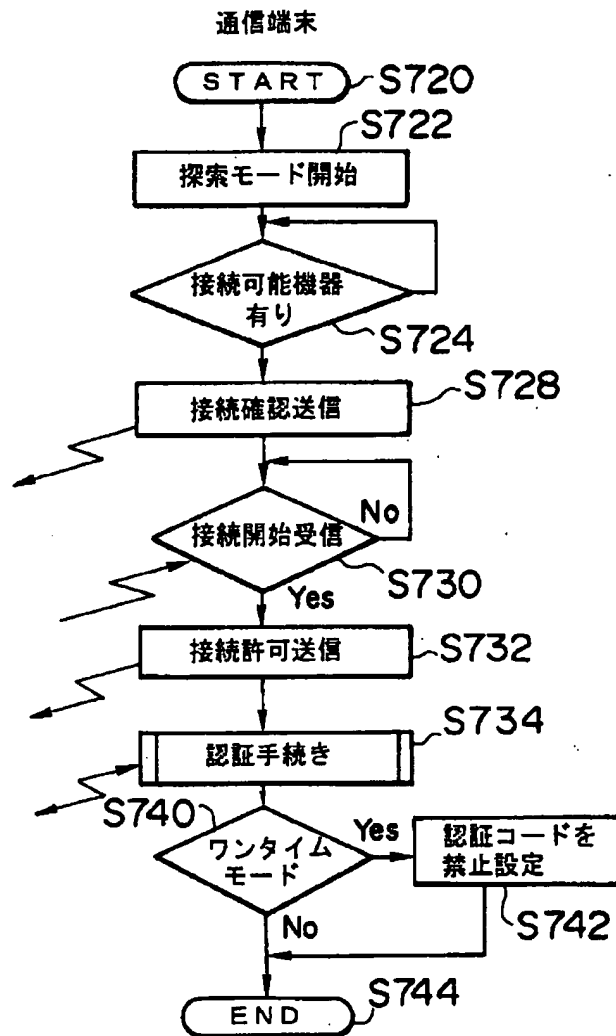 通信端末
START
S720
S722
探索モード開始
接続可能機器
有り
S724
S728
接続確認送信
No
接続開始受信
S730
Yes
接続許可送信
S732
S734
認証手続き
S740
ワンタイム
モード
Yes
認証コードを
禁止設定
S742
No
END
S744